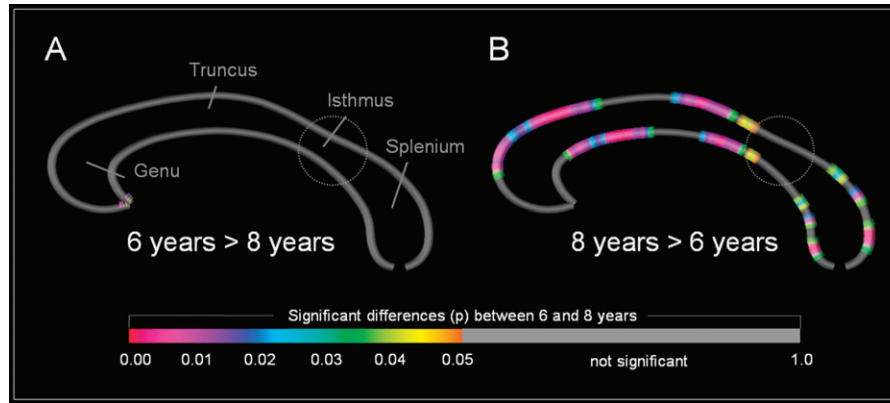 A
B
Truncus
Isthmus
Splenium
Genu
6 years > 8 years
8 years > 6 years
Significant differences (p) between 6 and 8 years
0.00 0.01 0.02 0.03 0.04 0.05 not significant 1.0